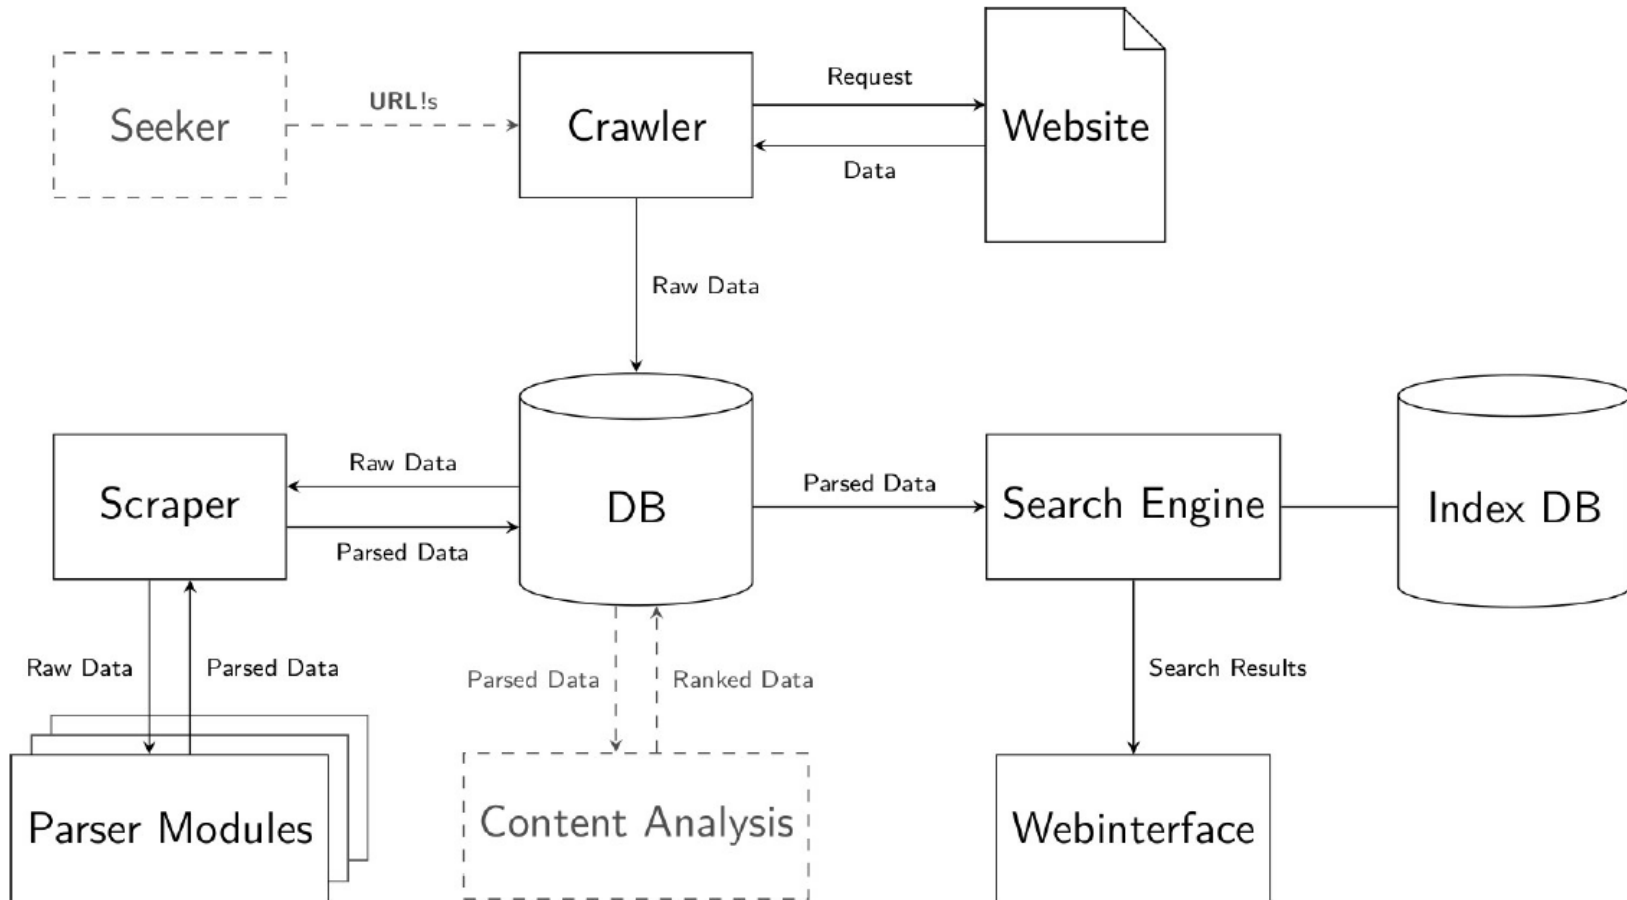 Seeker
URL!s
Crawler
Request
Data
Website
Raw Data
Scraper
Raw Data
Parsed Data
DB
Parsed Data
Search Engine
Index DB
Raw Data
Parsed Data
Parsed Data
Ranked Data
Search Results
Parser Modules
Content Analysis
Webinterface